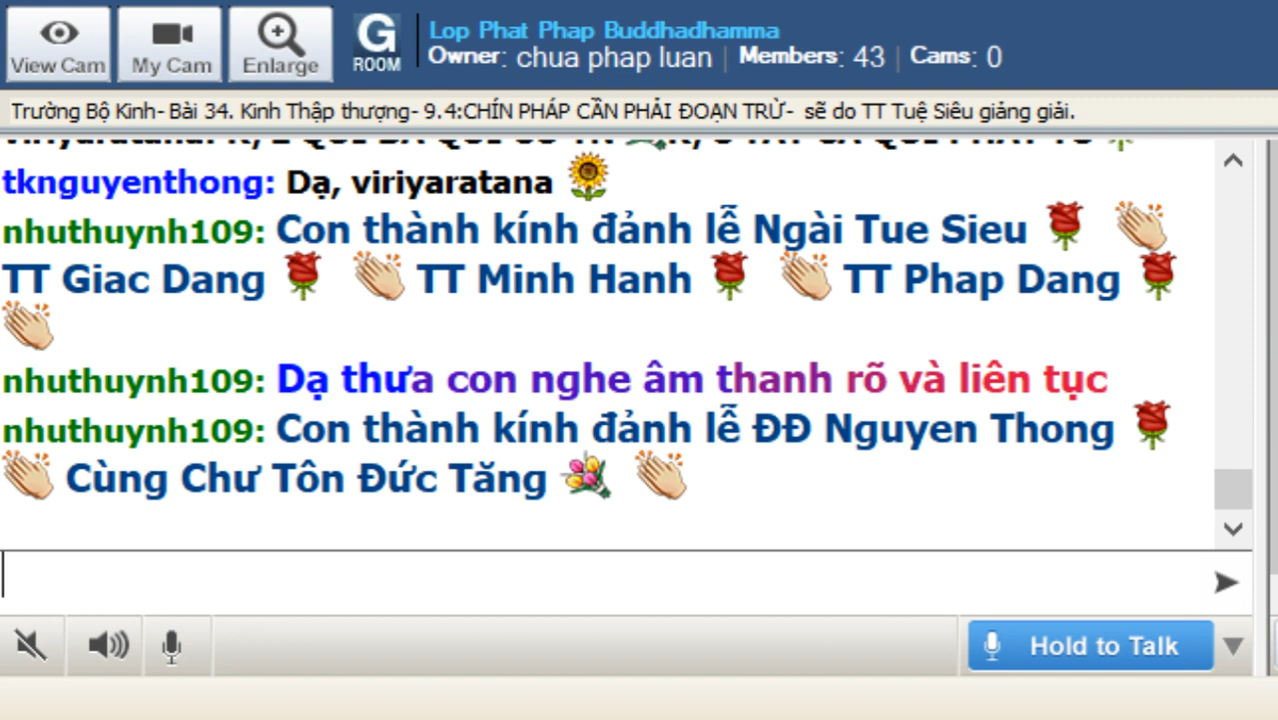 Lop Phat Phap Buddhadhamma
View Cam My Cam Enlarge G ROOM Owner: chua phap luan | Members: 43 | Cams: 0
Trường Bộ Kinh- Bài 34. Kinh Thập thượng- 9.4:CHÍN PHÁP CẦN PHẢI ĐOẠN TRỪ- sẽ do TT Tuệ Siêu giảng giải.
tknguyenthong: Dạ, viriyaratana
nhuthuynh109: Con thành kính đảnh lễ Ngài Tue Sieu
TT Giac Dang TT Minh Hanh TT Phap Dang
nhuthuynh109: Dạ thưa con nghe âm thanh rõ và liên tục
nhuthuynh109: Con thành kính đảnh lễ ĐĐ Nguyen Thong
Cùng Chư Tôn Đức Tăng
Hold to Talk